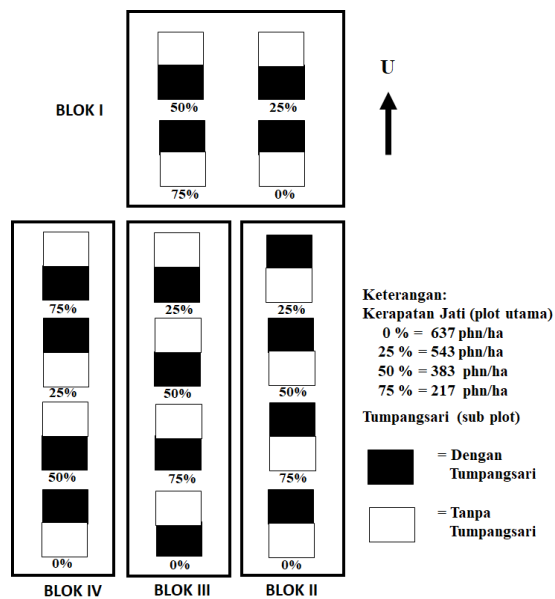 U
BLOK I
50% 25%
75% 0%
75% 25% 25%
25% 50% 50%
50% 75% 75%
0% 0% 0%
BLOK IV BLOK III BLOK II
Keterangan:
Kerapatan Jati (plot utama)
0 % = 637 phn/ha
25 % = 543 phn/ha
50 % = 383 phn/ha
75 % = 217 phn/ha
Tumpangsari (sub plot)
= Dengan
Tumpangsari
= Tanpa
Tumpangsari